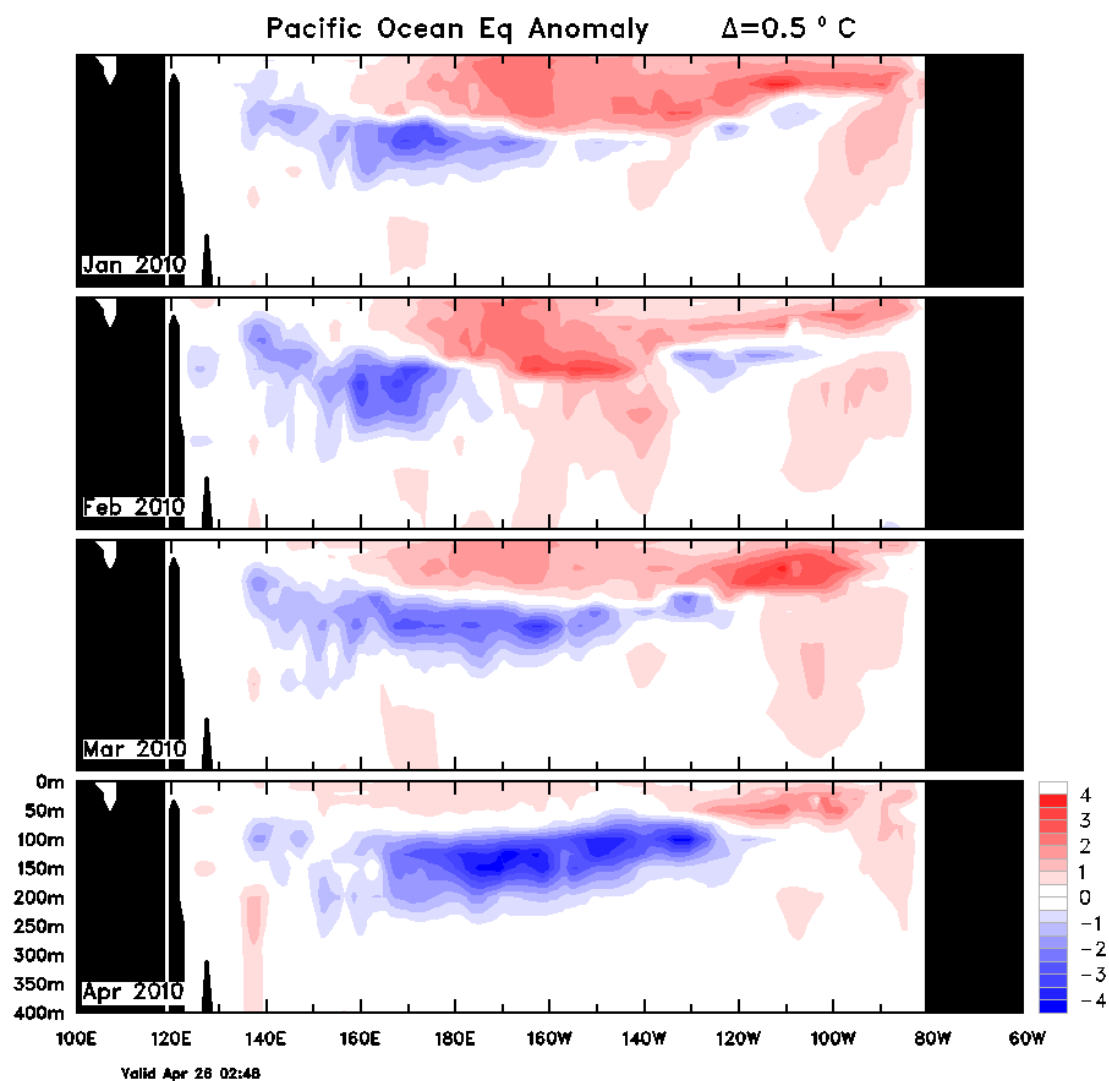 Pacific Ocean Eq Anomaly Δ=0.5 ° C
Jan 2010
Feb 2010
Mar 2010
0m
50m
100m
150m
200m
250m
300m
350m
400m
Apr 2010
4
3
2
1
0
-1
-2
-3
-4
100E 120E 140E 160E 180E 160W 140W 120W 100W 80W 60W
Valid Apr 26 02:48